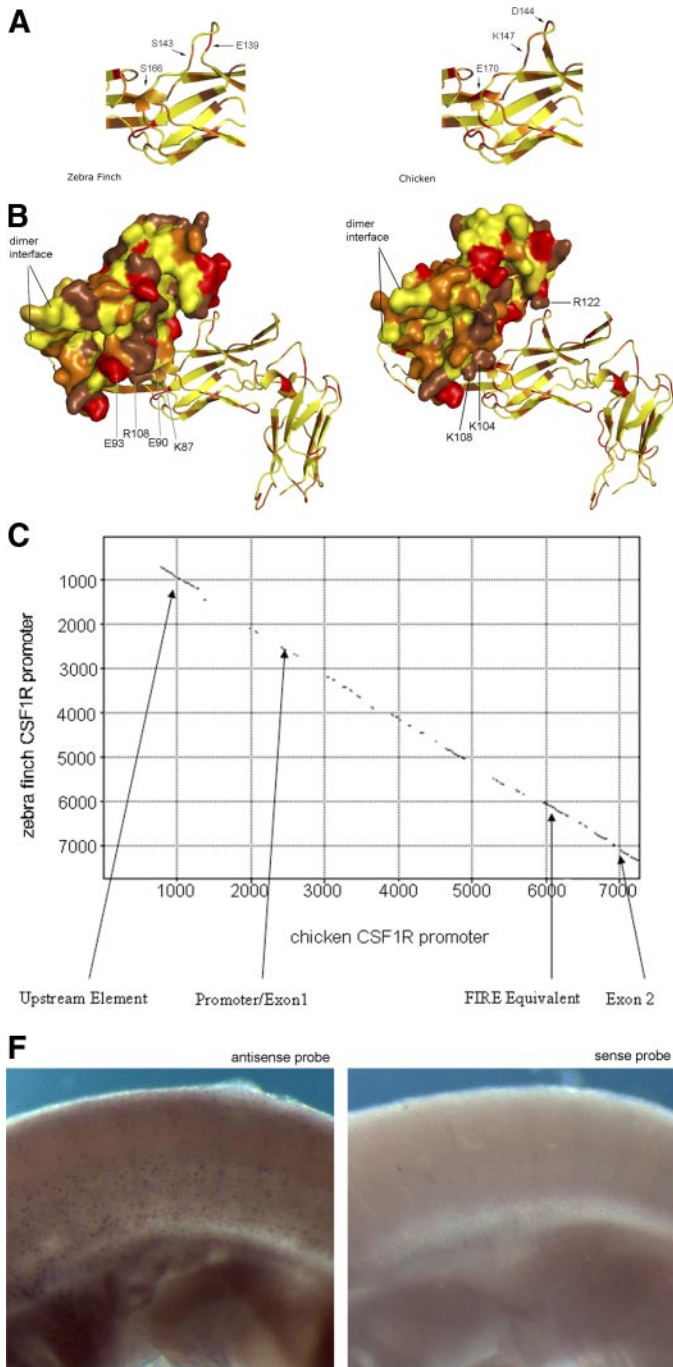 A
S143
E139
S166
Zebra Finch
D144
K147
E170
Chicken
B
dimer
interface
E93
R108
E90
K87
dimer
interface
R122
K104
K108
C
zebra finch CSF1R promoter
1000
2000
3000
4000
5000
6000
7000
1000 2000 3000 4000 5000 6000 7000
chicken CSF1R promoter
Upstream Element
Promoter/Exon1
FIRE Equivalent
Exon 2
F
antisense probe
sense probe